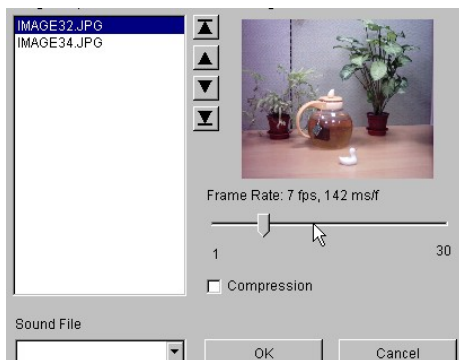 IMAGE32.JPG
IMAGE34.JPG
Frame Rate: 7 fps, 142 ms/f
1
30
Compression
Sound File
OK
Cancel